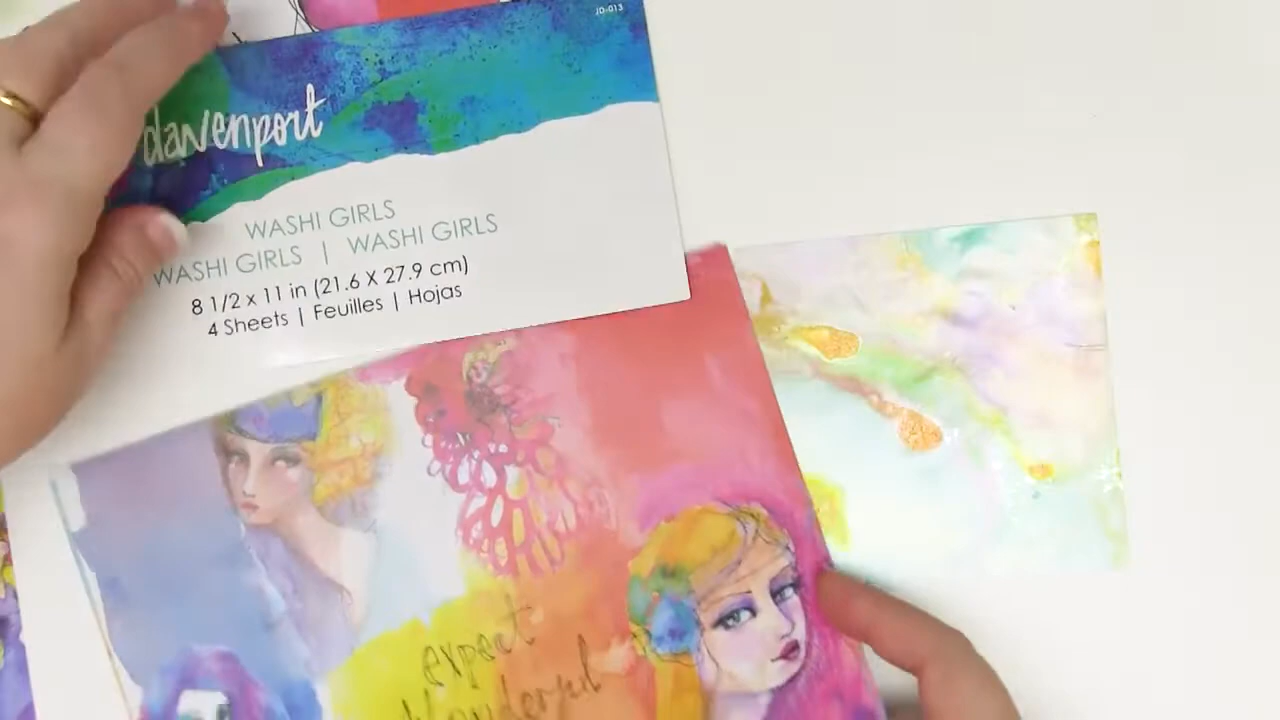 JD-013
davenport
WASHI GIRLS
WASHI GIRLS | WASHI GIRLS
8 1/2 x 11 in (21.6 X 27.9 cm)
4 Sheets | Feuilles | Hojas
expect
Wonderful